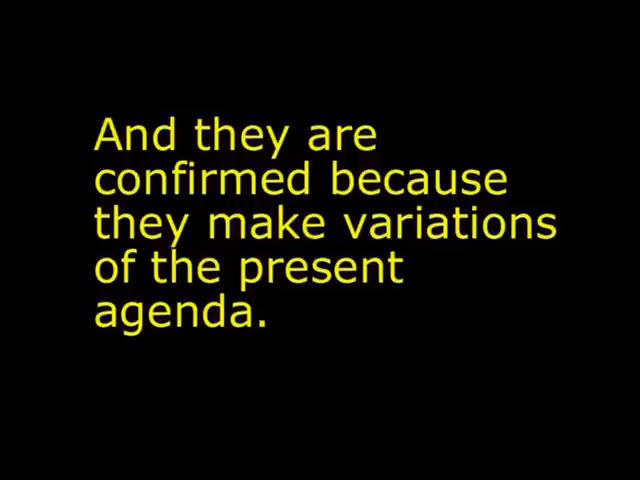 And they are
confirmed because
they make variations
of the present
agenda.